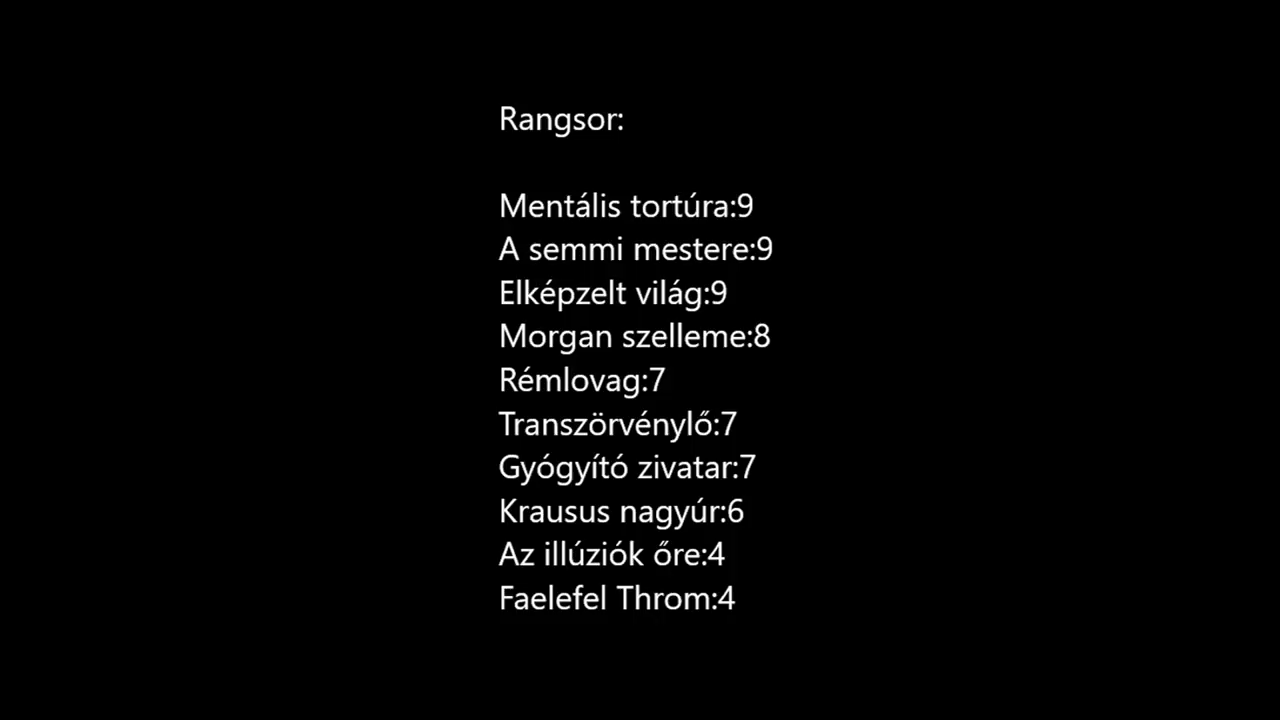 Rangsor:
Mentális tortúra:9
A semmi mestere:9
Elképzelt világ:9
Morgan szelleme:8
Rémlovag:7
Transzörvénylő:7
Gyógyító zivatar:7
Krausus nagyúr:6
Az illúziók őre:4
Faelefel Throm:4